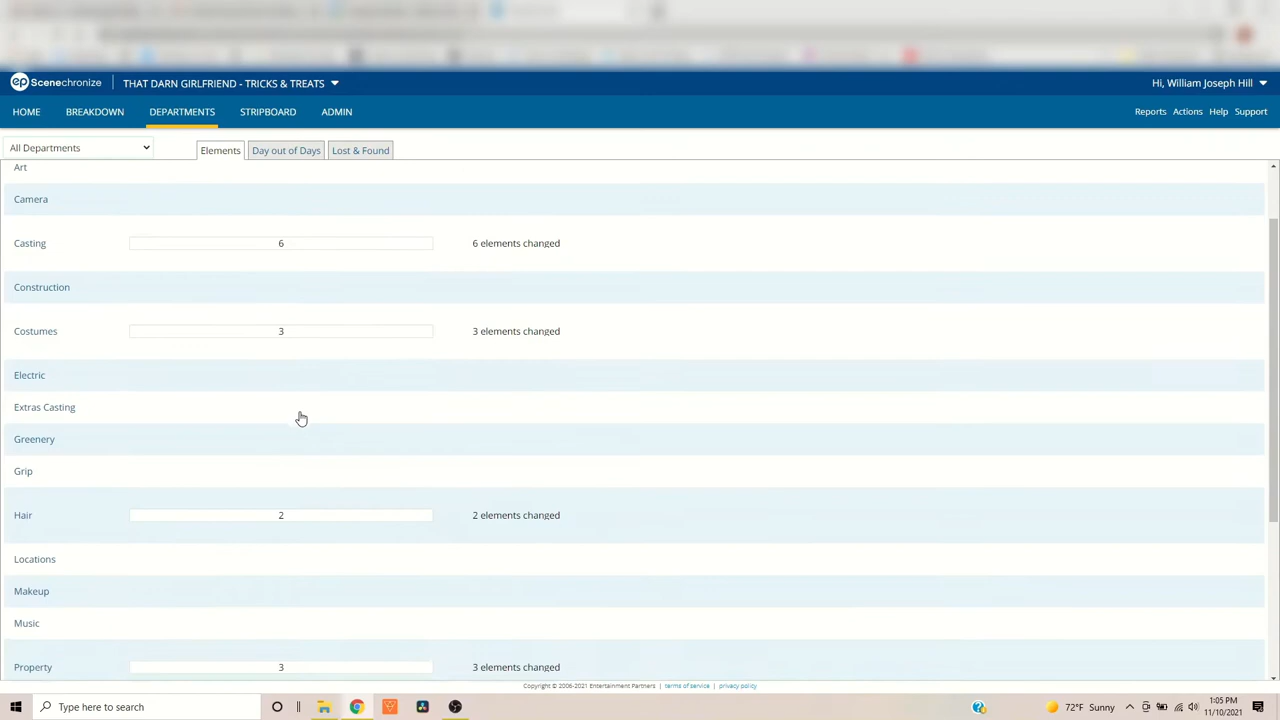 ep Scenechronize THAT DARN GIRLFRIEND - TRICKS & TREATS Hi, William Joseph Hill
HOME BREAKDOWN DEPARTMENTS STRIPBOARD ADMIN Reports Actions Help Support
All Departments Elements Day out of Days Lost & Found
Art
Camera
Casting 6 6 elements changed
Construction
Costumes 3 3 elements changed
Electric
Extras Casting
Greenery
Grip
Hair 2 2 elements changed
Locations
Makeup
Music
Property 3 3 elements changed
Copyright © 2006-2021 Entertainment Partners | terms of service | privacy policy
Type here to search 72°F Sunny 1:05 PM
11/10/2021